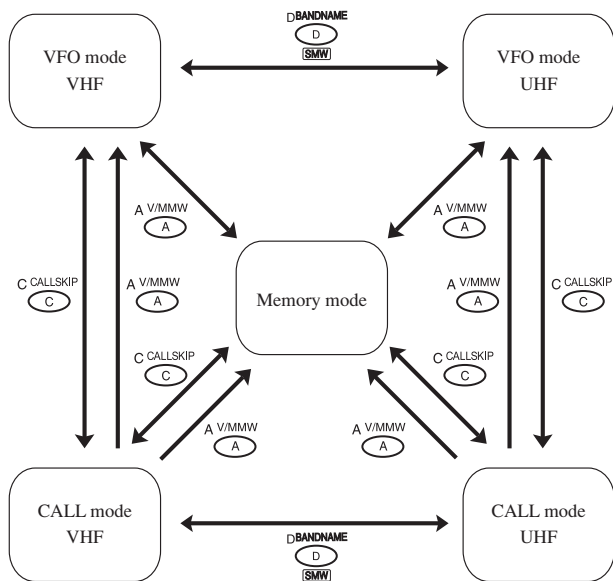 DBANDNAME
D
SMW
VFO mode
VHF
VFO mode
UHF
A V/MMW
A
A V/MMW
A
C CALLSKIP
C
A V/MMW
A
Memory mode
A V/MMW
A
C CALLSKIP
C
C CALLSKIP
C
C CALLSKIP
C
A V/MMW
A
A V/MMW
A
CALL mode
VHF
CALL mode
UHF
DBANDNAME
D
SMW